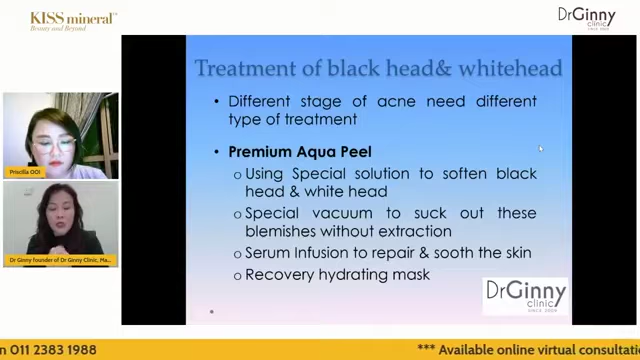 KISS mineral™
Beauty and Beyond
DrGinny
clinic
SINCE 2009
Treatment of black head& whitehead
• Different stage of acne need different
type of treatment
• Premium Aqua Peel
o Using Special solution to soften black
head & white head
o Special vacuum to suck out these
blemishes without extraction
o Serum Infusion to repair & sooth the skin
o Recovery hydrating mask
DrGinny
clinic
SINCE 2009
Priscilla OOI
Dr Ginny founder of Dr Ginny Clinic, Ma...
n 011 2383 1988
*** Available online virtual consultatio